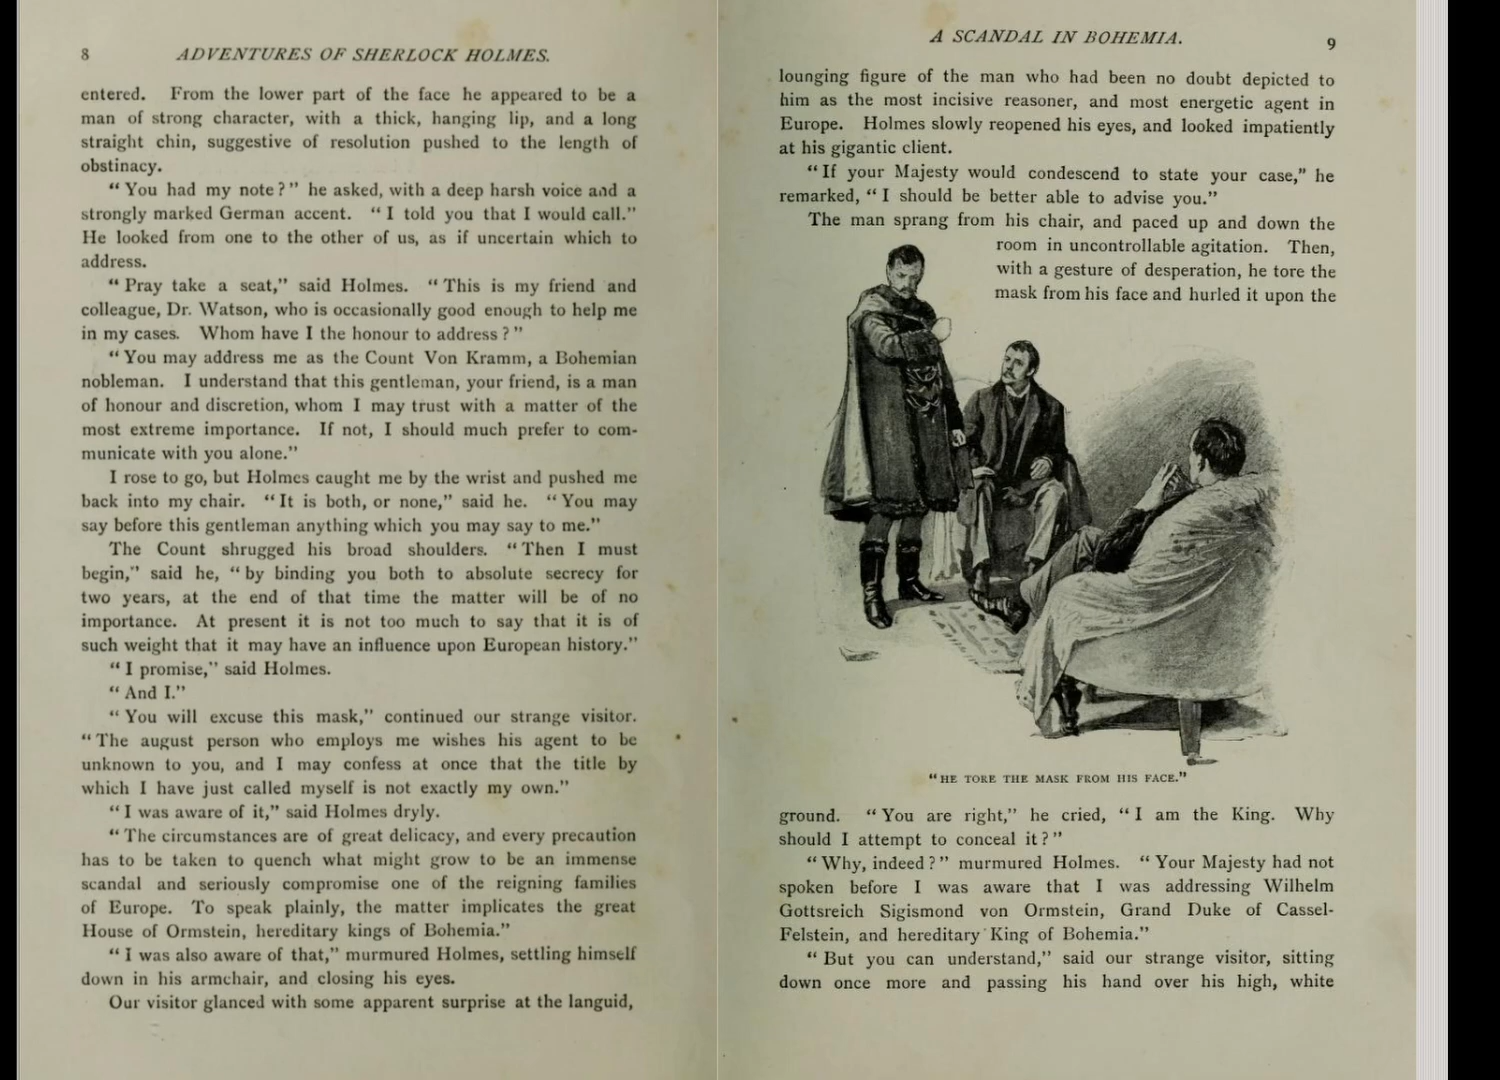 8
ADVENTURES OF SHERLOCK HOLMES.
entered. From the lower part of the face he appeared to be a
man of strong character, with a thick, hanging lip, and a long
straight chin, suggestive of resolution pushed to the length of
obstinacy.
“You had my note?” he asked, with a deep harsh voice and a
strongly marked German accent. “I told you that I would call.”
He looked from one to the other of us, as if uncertain which to
address.
“Pray take a seat,” said Holmes. “This is my friend and
colleague, Dr. Watson, who is occasionally good enough to help me
in my cases. Whom have I the honour to address?”
“You may address me as the Count Von Kramm, a Bohemian
nobleman. I understand that this gentleman, your friend, is a man
of honour and discretion, whom I may trust with a matter of the
most extreme importance. If not, I should much prefer to com-
municate with you alone.”
I rose to go, but Holmes caught me by the wrist and pushed me
back into my chair. “It is both, or none,” said he. “You may
say before this gentleman anything which you may say to me.”
The Count shrugged his broad shoulders. “Then I must
begin,” said he, “by binding you both to absolute secrecy for
two years, at the end of that time the matter will be of no
importance. At present it is not too much to say that it is of
such weight that it may have an influence upon European history.”
“I promise,” said Holmes.
“And I.”
“You will excuse this mask,” continued our strange visitor.
“The august person who employs me wishes his agent to be
unknown to you, and I may confess at once that the title by
which I have just called myself is not exactly my own.”
“I was aware of it,” said Holmes dryly.
“The circumstances are of great delicacy, and every precaution
has to be taken to quench what might grow to be an immense
scandal and seriously compromise one of the reigning families
of Europe. To speak plainly, the matter implicates the great
House of Ormstein, hereditary kings of Bohemia.”
“I was also aware of that,” murmured Holmes, settling himself
down in his armchair, and closing his eyes.
Our visitor glanced with some apparent surprise at the languid,
A SCANDAL IN BOHEMIA.
9
lounging figure of the man who had been no doubt depicted to
him as the most incisive reasoner, and most energetic agent in
Europe. Holmes slowly reopened his eyes, and looked impatiently
at his gigantic client.
“If your Majesty would condescend to state your case,” he
remarked, “I should be better able to advise you.”
The man sprang from his chair, and paced up and down the
room in uncontrollable agitation. Then,
with a gesture of desperation, he tore the
mask from his face and hurled it upon the
“HE TORE THE MASK FROM HIS FACE.”
ground. “You are right,” he cried, “I am the King. Why
should I attempt to conceal it?”
“Why, indeed?” murmured Holmes. “Your Majesty had not
spoken before I was aware that I was addressing Wilhelm
Gottsreich Sigismond von Ormstein, Grand Duke of Cassel-
Felstein, and hereditary King of Bohemia.”
“But you can understand,” said our strange visitor, sitting
down once more and passing his hand over his high, white